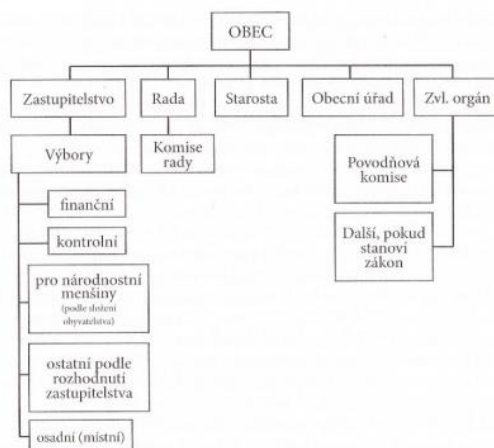 OBEC
Zastupitelstvo
Rada
Starosta
Obecní úřad
Zvl. orgán
Výbory
Komise
rady
Povodňová
komise
Další, pokud
stanoví
zákon
finanční
kontrolní
pro národnostní
menšiny
(podle složení
obyvatelstva)
ostatní podle
rozhodnutí
zastupitelstva
osadní (místní)